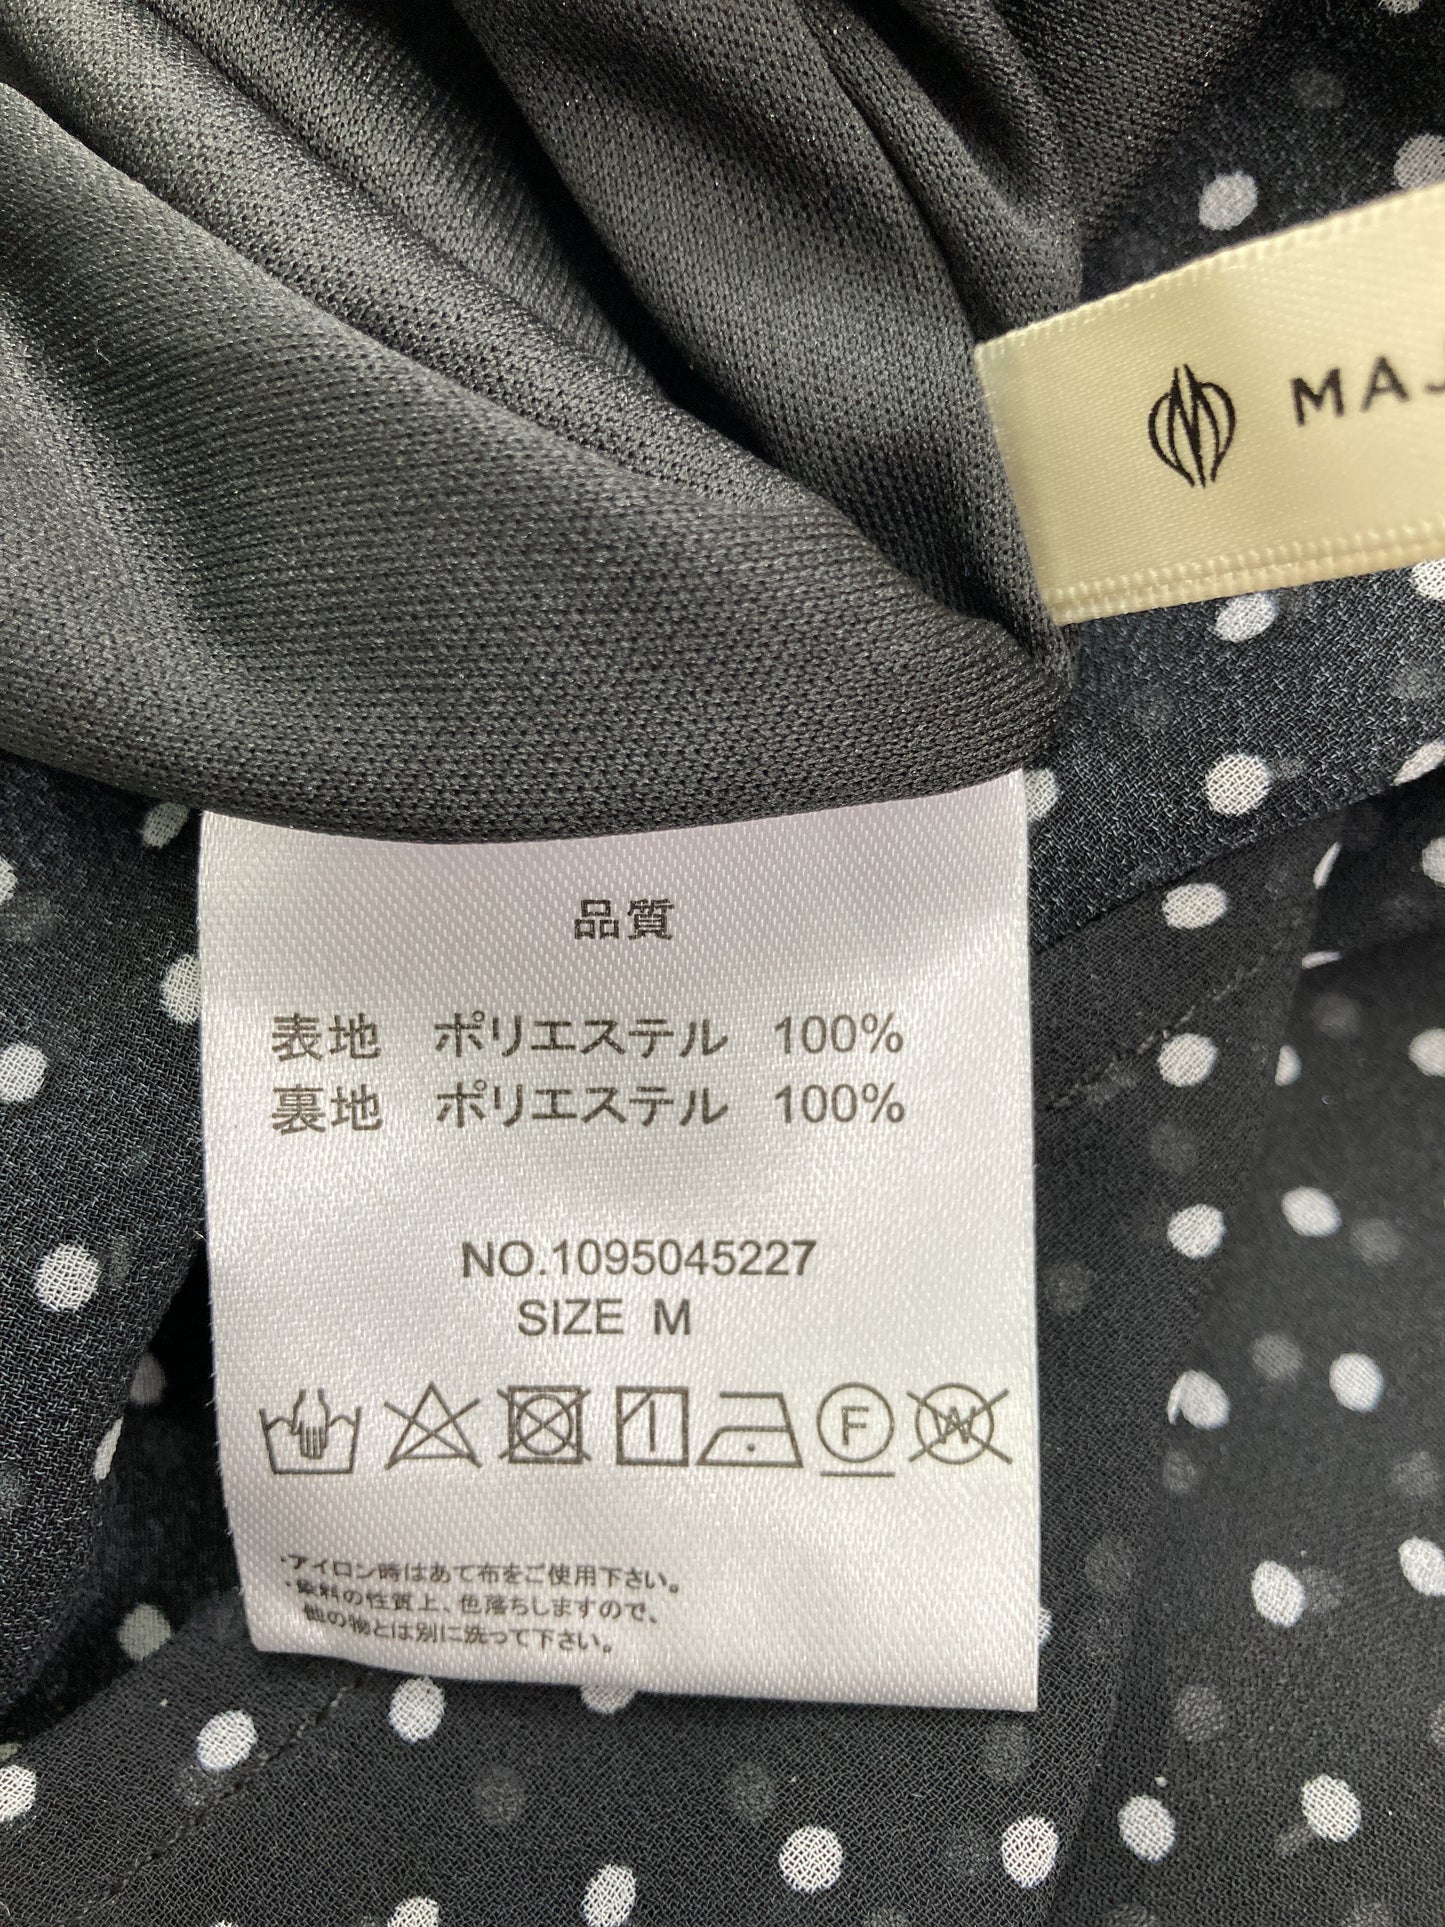 MAJ
品質
表地 ポリエステル 100%
裏地 ポリエステル 100%
NO.1095045227
SIZE M
F W
・アイロン時はあて布をご使用下さい。
・染料の性質上、色落ちしますので、
他の物とは別に洗って下さい。